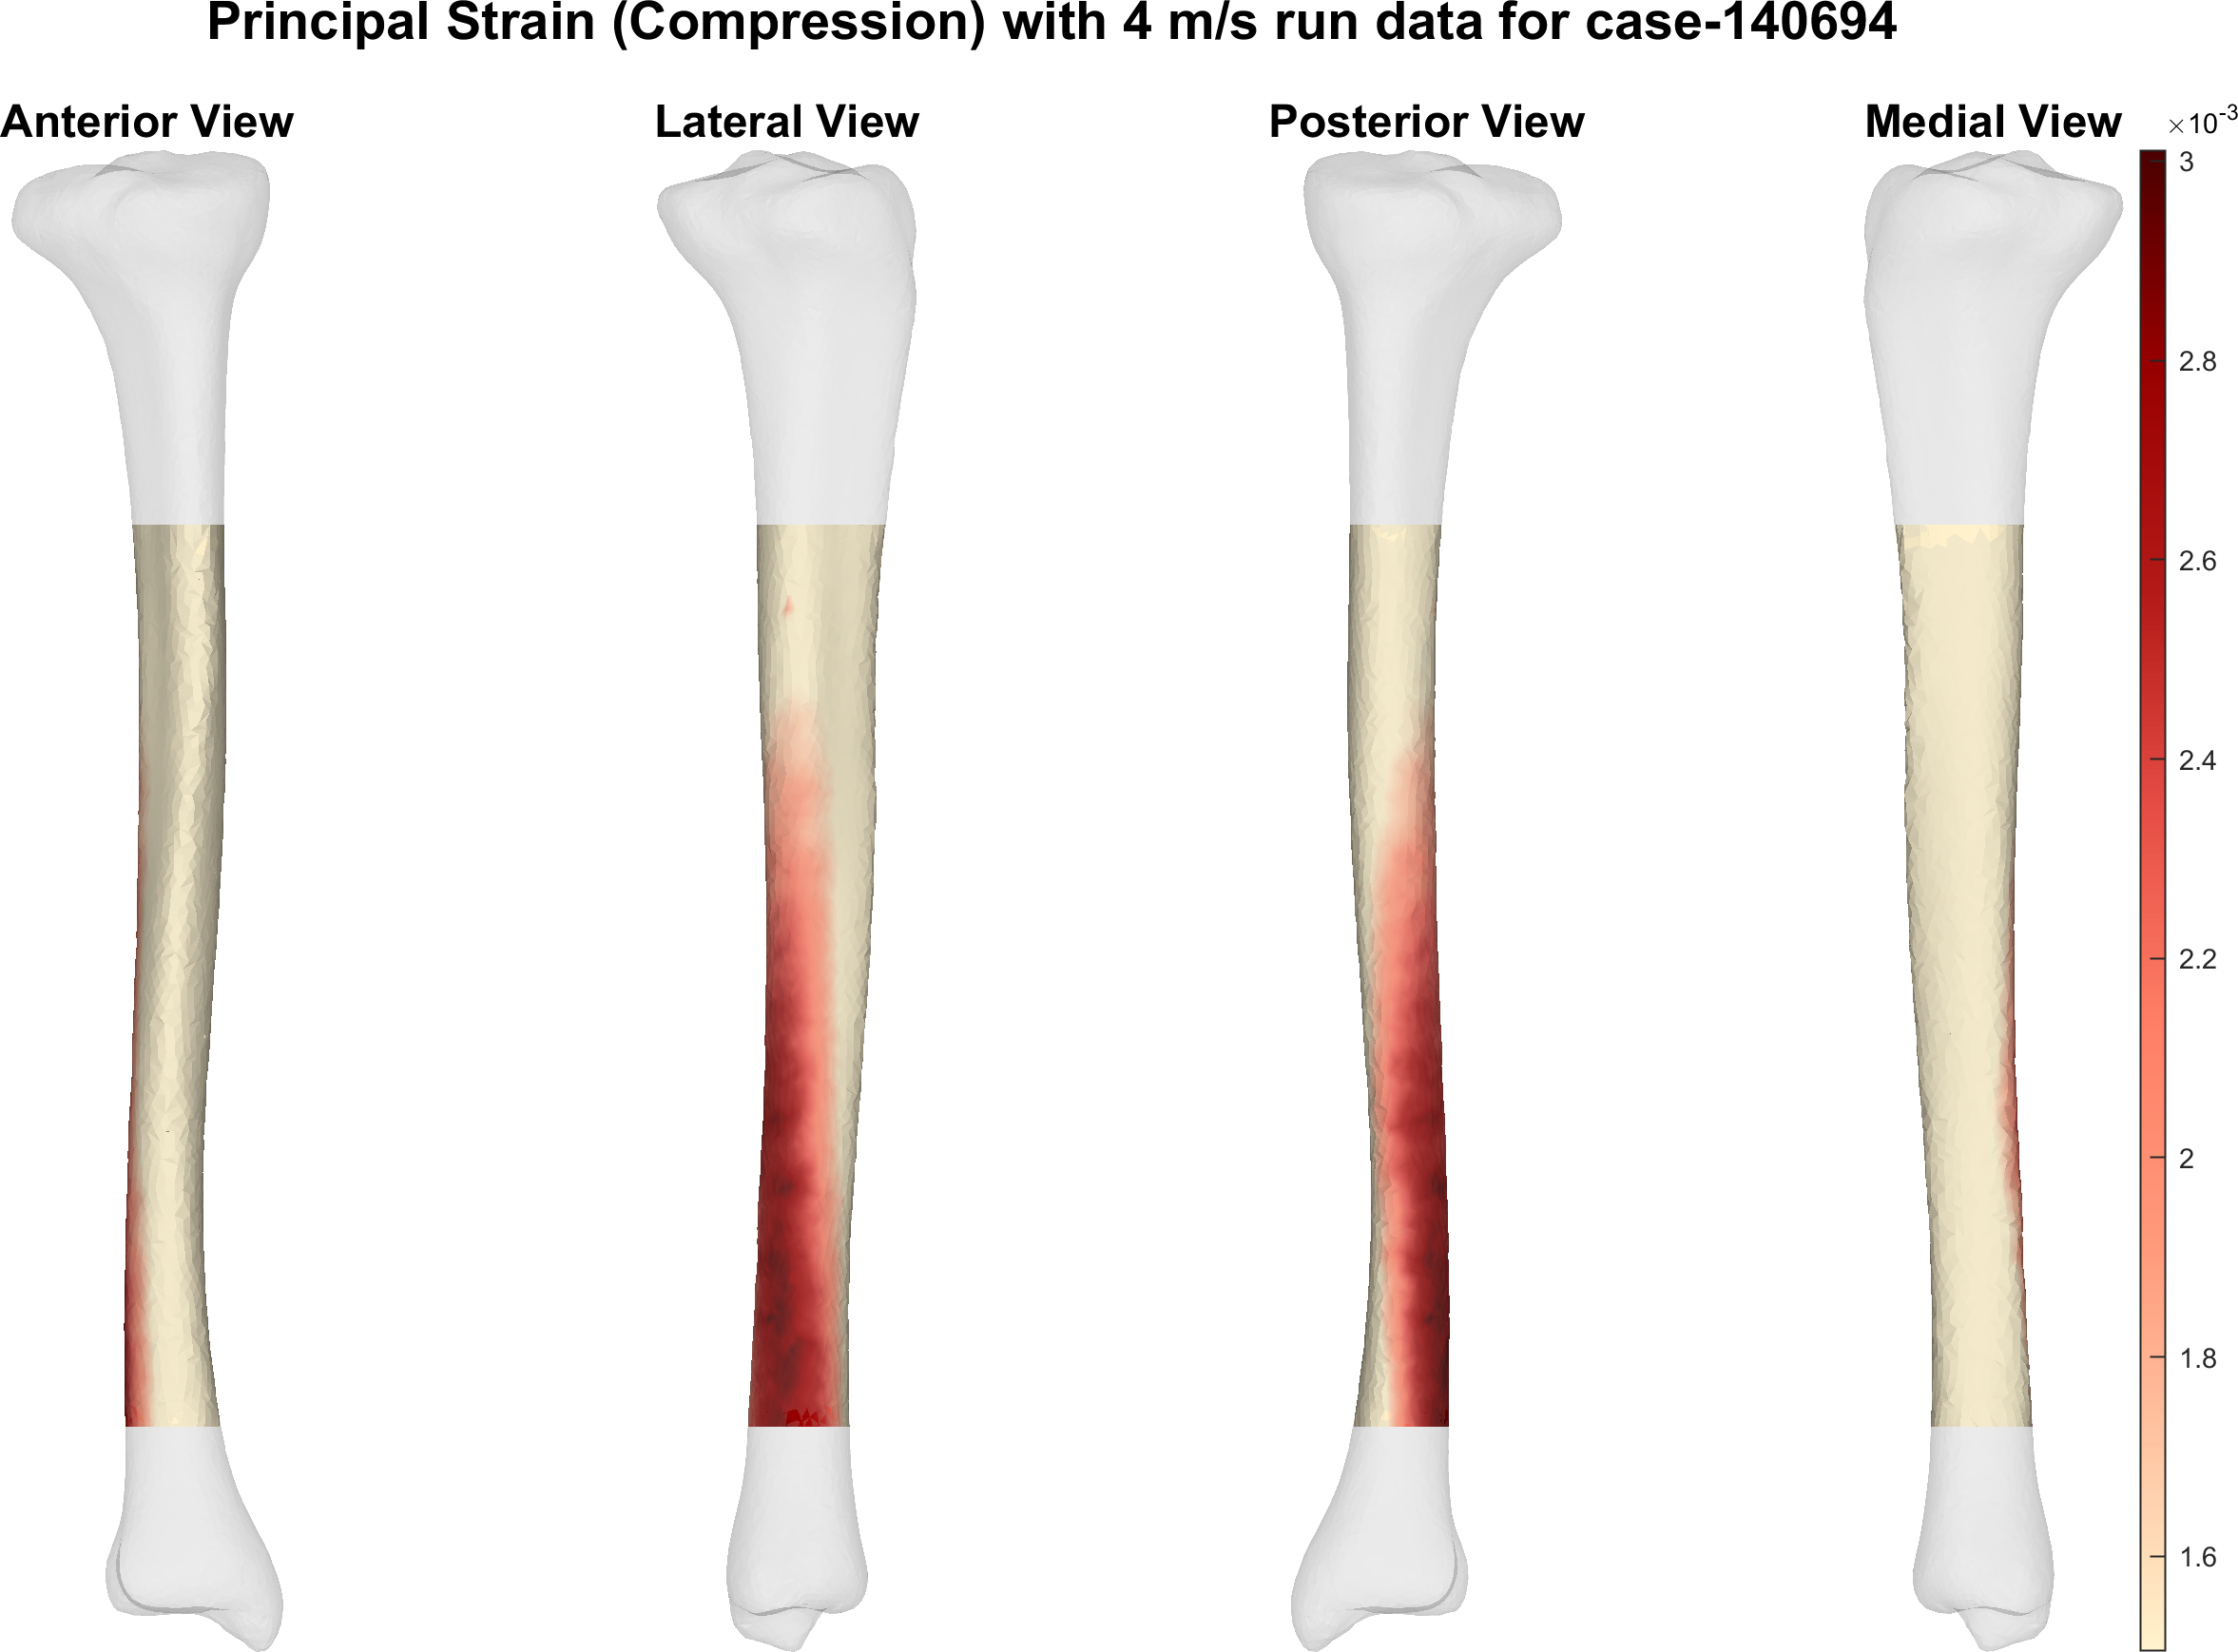 Principal Strain (Compression) with 4 m/s run data for case-140694
Anterior View
Lateral View
Posterior View
Medial View
×10-3
3
2.8
2.6
2.4
2.2
2
1.8
1.6